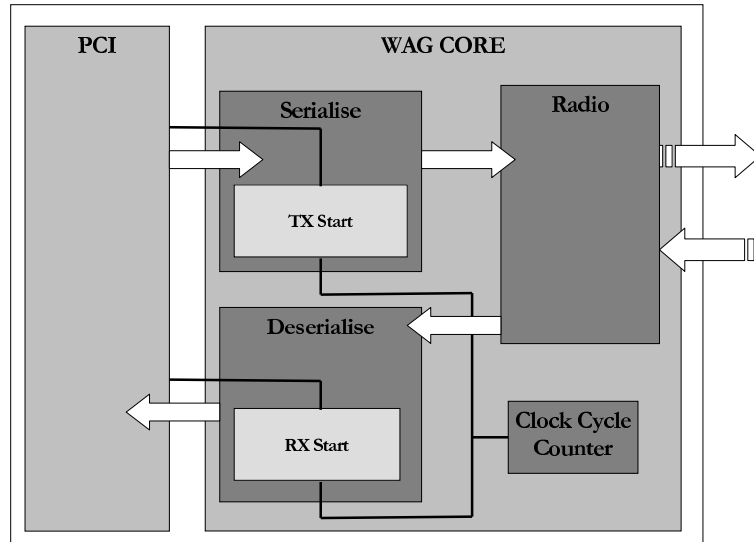 PCI
WAG CORE
Serialise
Radio
TX Start
Deserialise
RX Start
Clock Cycle
Counter